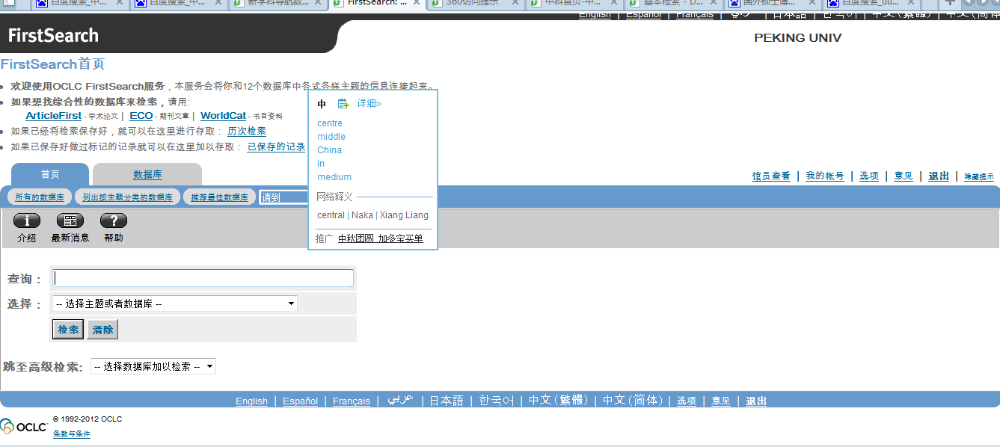 百度搜索_中... 百度搜索_中... 新学科导航数... FirstSearch: ... 360访问提示 中科首页-中... 基本检索 - D... 国外硕士博... 百度搜索_uu...
English Español Français عربي 日本語 한국어 中文(繁體) 中文(简体
FirstSearch
PEKING UNIV
FirstSearch首页
欢迎使用OCLC FirstSearch服务，本服务会将你和12个数据库中各式各样主题的信息连接起来。
如果想找综合性的数据库来检索，请用:
ArticleFirst - 学术论文 | ECO - 期刊文章 | WorldCat - 书目资料
如果已经将检索保存好，就可以在这里进行存取： 历次检索
如果已保存好做过标记的记录就可以在这里加以存取： 已保存的记录
中 详细»
centre
middle
China
in
medium
网络释义
central | Naka | Xiang Liang
推广 中秋团圆 加多宝买单
首页 数据库
馆员查看 | 我的帐号 | 选项 | 意见 | 退出 | 隐藏提示
所有的数据库 列出按主题分类的数据库 推荐最佳数据库 请到
介绍 最新消息 帮助
查询：
选择： -- 选择主题或者数据库 --
检索 清除
跳至高级检索: -- 选择数据库加以检索 --
English | Español | Français | عربي | 日本語 | 한국어 | 中文(繁體) | 中文(简体) | 选项 | 意见 | 退出
OCLC
© 1992-2012 OCLC
条款与条件